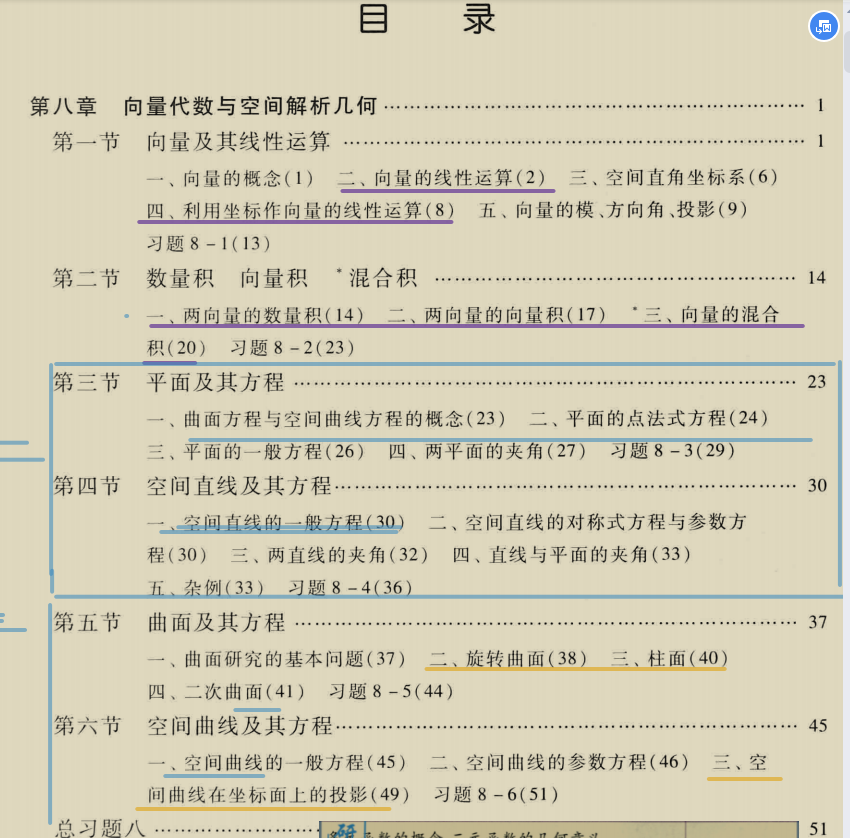 目 录
第八章 向量代数与空间解析几何 …………………………………………… 1
第一节 向量及其线性运算 …………………………………………… 1
一、向量的概念(1) 二、向量的线性运算(2) 三、空间直角坐标系(6)
四、利用坐标作向量的线性运算(8) 五、向量的模、方向角、投影(9)
习题 8-1(13)
第二节 数量积 向量积 *混合积 …………………………………………… 14
一、两向量的数量积(14) 二、两向量的向量积(17) *三、向量的混合
积(20) 习题 8-2(23)
第三节 平面及其方程 …………………………………………… 23
一、曲面方程与空间曲线方程的概念(23) 二、平面的点法式方程(24)
三、平面的一般方程(26) 四、两平面的夹角(27) 习题 8-3(29)
第四节 空间直线及其方程 …………………………………………… 30
一、空间直线的一般方程(30) 二、空间直线的对称式方程与参数方
程(30) 三、两直线的夹角(32) 四、直线与平面的夹角(33)
五、杂例(33) 习题 8-4(36)
第五节 曲面及其方程 …………………………………………… 37
一、曲面研究的基本问题(37) 二、旋转曲面(38) 三、柱面(40)
四、二次曲面(41) 习题 8-5(44)
第六节 空间曲线及其方程 …………………………………………… 45
一、空间曲线的一般方程(45) 二、空间曲线的参数方程(46) 三、空
间曲线在坐标面上的投影(49) 习题 8-6(51)
总习题八 …………………………………………… 51